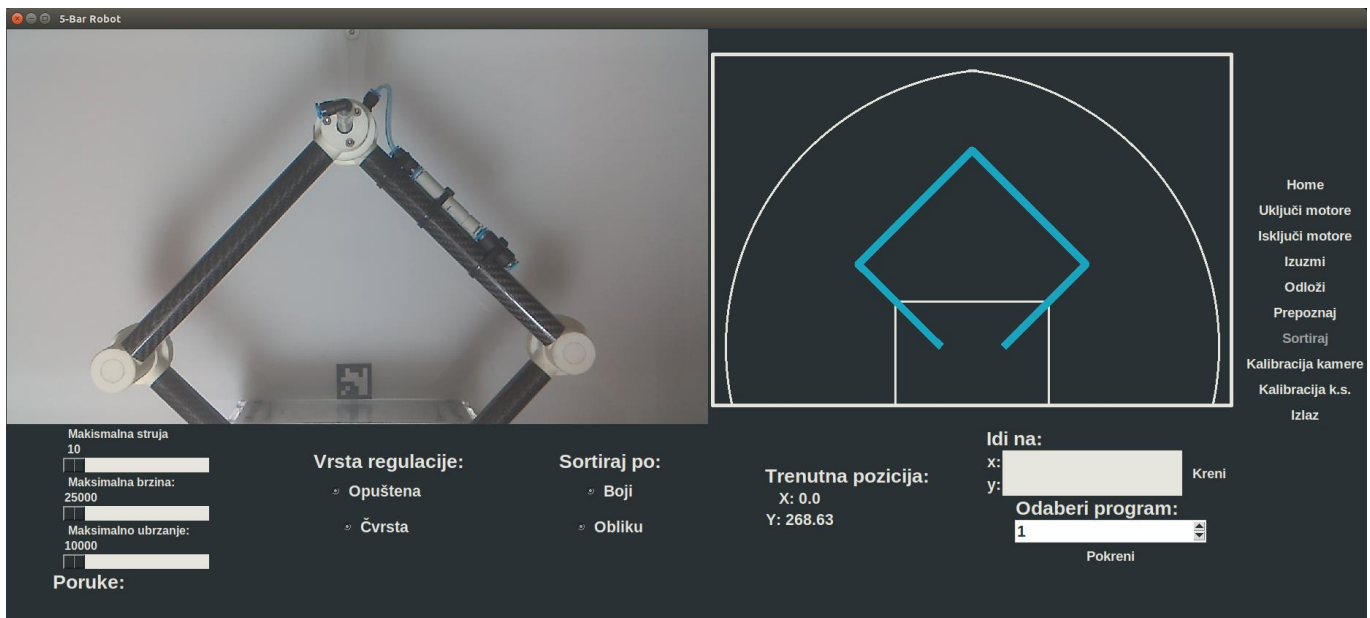 5-Bar Robot
Home
Uključi motore
Isključi motore
Izuzmi
Odloži
Prepoznaj
Sortiraj
Kalibracija kamere
Kalibracija k.s.
Izlaz
Makismalna struja
10
Maksimalna brzina:
25000
Maksimalno ubrzanje:
10000
Poruke:
Vrsta regulacije:
Opuštena
Čvrsta
Sortiraj po:
Boji
Obliku
Trenutna pozicija:
X: 0.0
Y: 268.63
Idi na:
x:
y:
Kreni
Odaberi program:
1
Pokreni